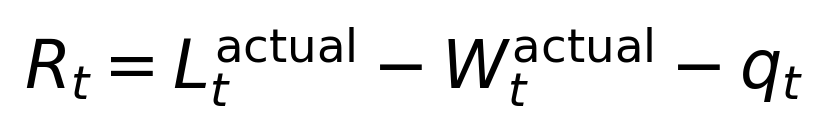 R_t = L_t^actual − W_t^actual − q_t